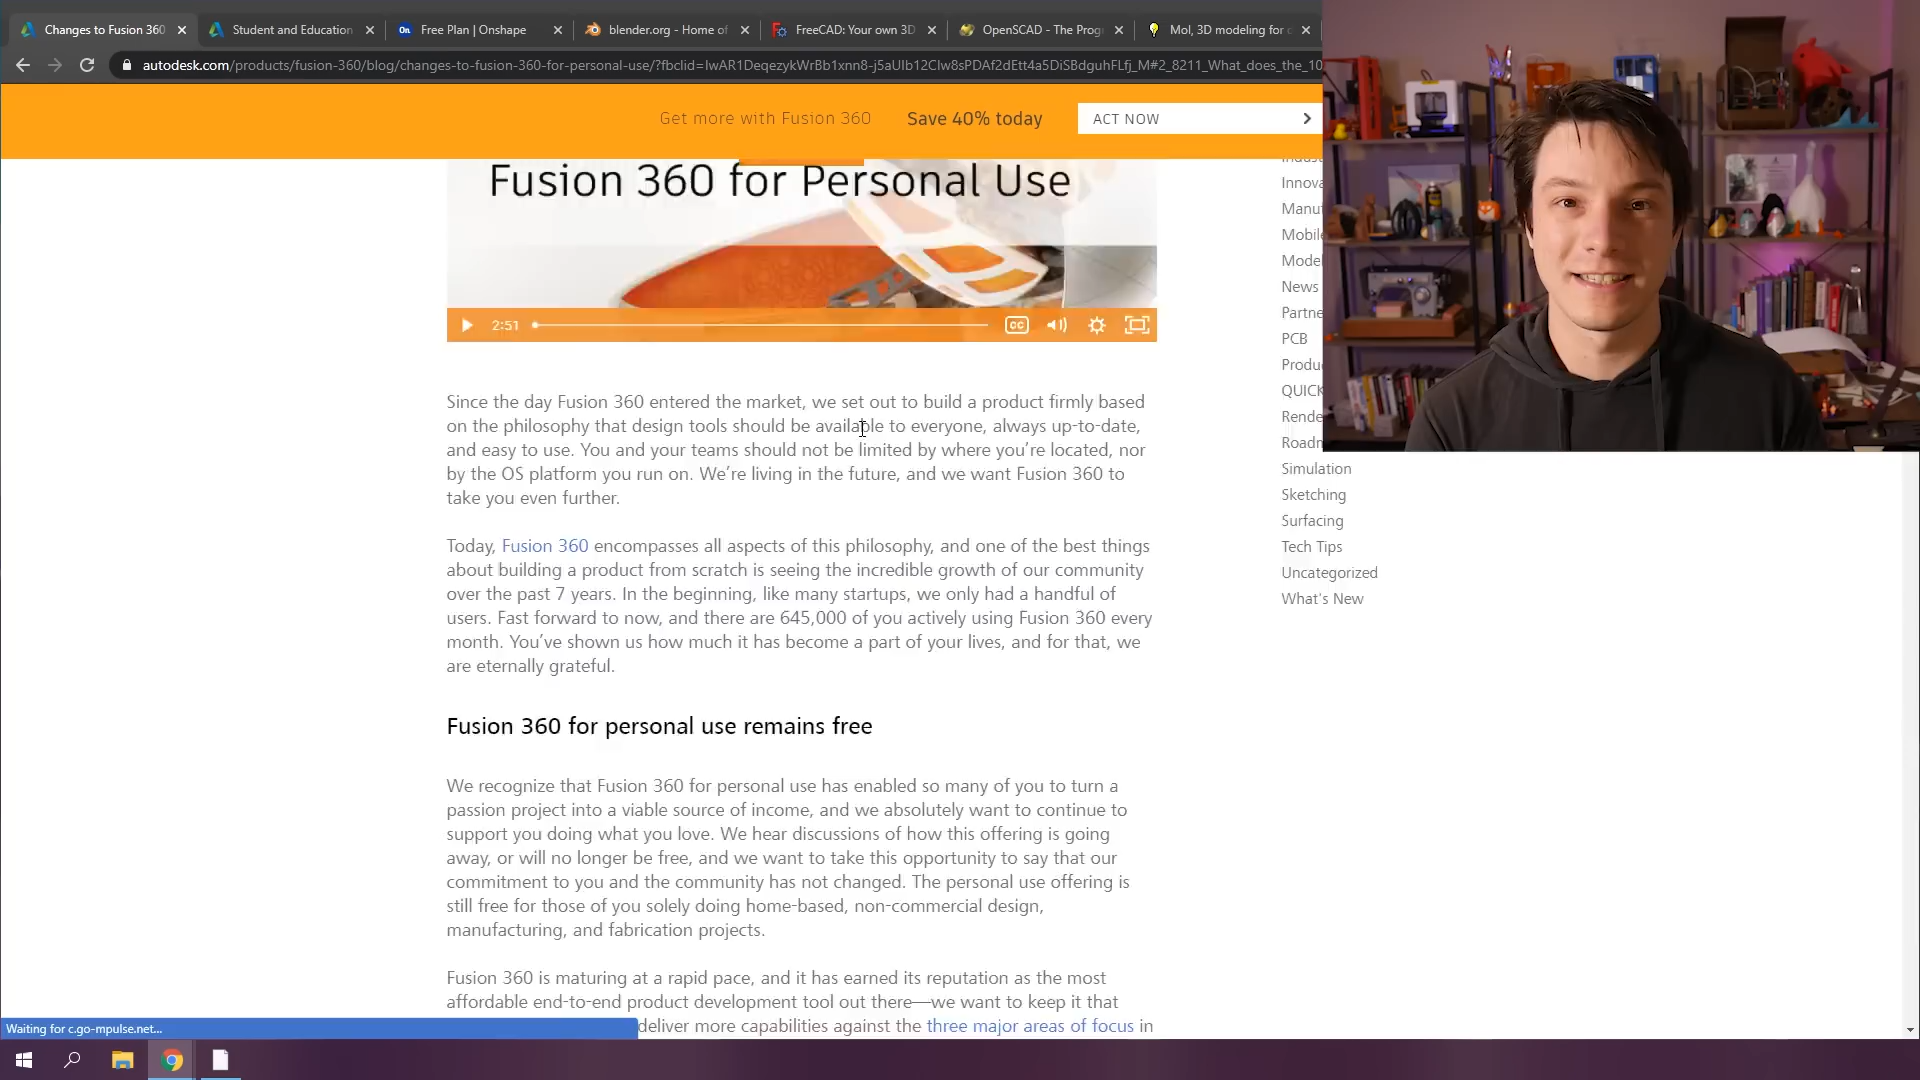 Changes to Fusion 360
Student and Education
Free Plan | Onshape
blender.org - Home of
FreeCAD: Your own 3D
OpenSCAD - The Prog
MoI, 3D modeling for d
autodesk.com/products/fusion-360/blog/changes-to-fusion-360-for-personal-use/?fbclid=
Get more with Fusion 360
Save 40% today
ACT NOW
Fusion 360 for Personal Use
2:51
CC
Since the day Fusion 360 entered the market, we set out to build a product firmly based
on the philosophy that design tools should be available to everyone, always up-to-date,
and easy to use. You and your teams should not be limited by where you’re located, nor
by the OS platform you run on. We’re living in the future, and we want Fusion 360 to
take you even further.
Today, Fusion 360 encompasses all aspects of this philosophy, and one of the best things
about building a product from scratch is seeing the incredible growth of our community
over the past 7 years. In the beginning, like many startups, we only had a handful of
users. Fast forward to now, and there are 645,000 of you actively using Fusion 360 every
month. You’ve shown us how much it has become a part of your lives, and for that, we
are eternally grateful.
Fusion 360 for personal use remains free
We recognize that Fusion 360 for personal use has enabled so many of you to turn a
passion project into a viable source of income, and we absolutely want to continue to
support you doing what you love. We hear discussions of how this offering is going
away, or will no longer be free, and we want to take this opportunity to say that our
commitment to you and the community has not changed. The personal use offering is
still free for those of you solely doing home-based, non-commercial design,
manufacturing, and fabrication projects.
Fusion 360 is maturing at a rapid pace, and it has earned its reputation as the most
affordable end-to-end product development tool out there—we want to keep it that
deliver more capabilities against the three major areas of focus in
Innova
Manuf
Mobile
Model
News
Partne
PCB
Produ
QUICK
Rende
Roadm
Simulation
Sketching
Surfacing
Tech Tips
Uncategorized
What's New
Waiting for c.go-mpulse.net...